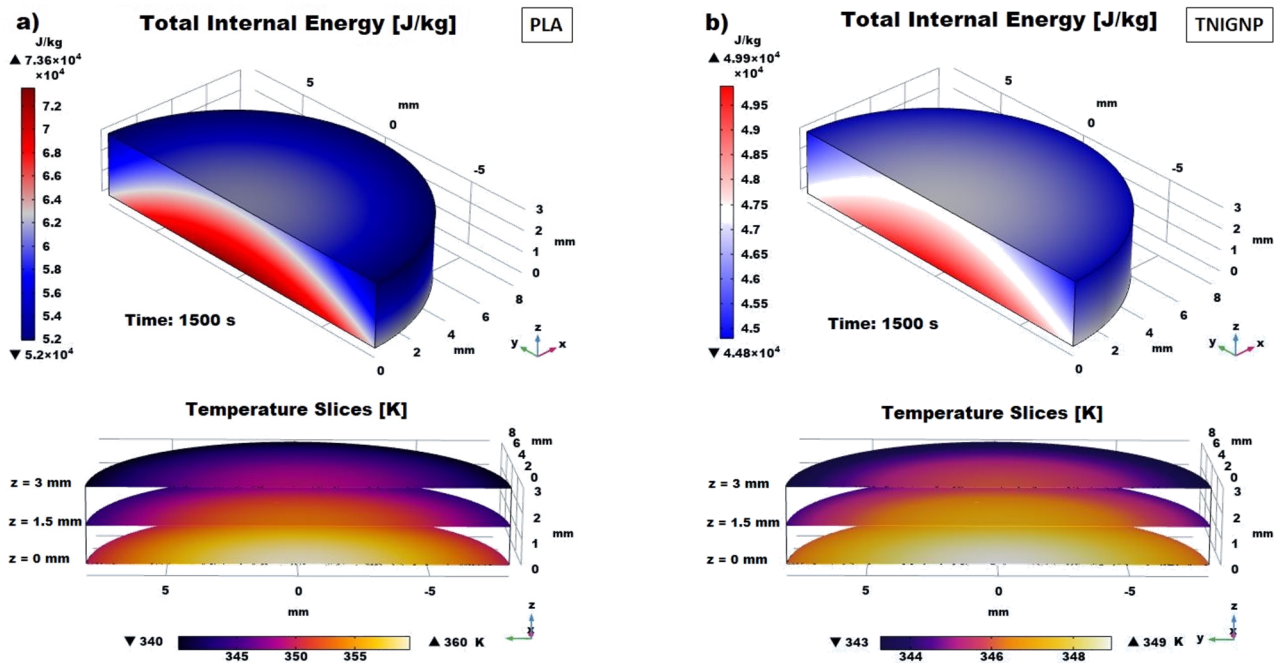 a)
Total Internal Energy [J/kg]
PLA
J/kg
▲ 7.36×10⁴
×10⁴
7.2
7
6.8
6.6
6.4
6.2
6
5.8
5.6
5.4
5.2
▼ 5.2×10⁴
5
mm
0
-5
3
2
1
0
mm
8
6
4
mm
2
0
Time: 1500 s
z
y
x
Temperature Slices [K]
z = 3 mm
z = 1.5 mm
z = 0 mm
8
6
4
2
0
mm
3
2
1
0
mm
5
0
-5
mm
z
x
▼ 340
345
350
355
▲ 360 K
b)
Total Internal Energy [J/kg]
TNIGNP
J/kg
▲ 4.99×10⁴
×10⁴
4.95
4.9
4.85
4.8
4.75
4.7
4.65
4.6
4.55
4.5
▼ 4.48×10⁴
5
mm
0
-5
3
2
1
0
mm
8
6
4
mm
2
0
Time: 1500 s
z
y
x
Temperature Slices [K]
z = 3 mm
z = 1.5 mm
z = 0 mm
8
6
4
2
0
mm
3
2
1
0
mm
5
0
-5
mm
z
y
x
▼ 343
344
346
348
▲ 349 K